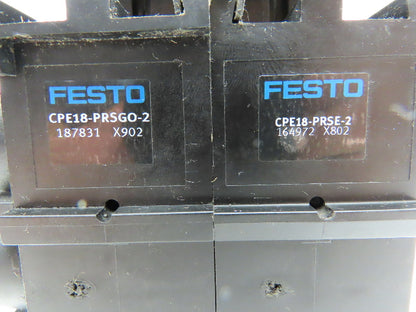 FESTO
CPE18-PRSGO-2
187831 X902
FESTO
CPE18-PRSE-2
164972 X802